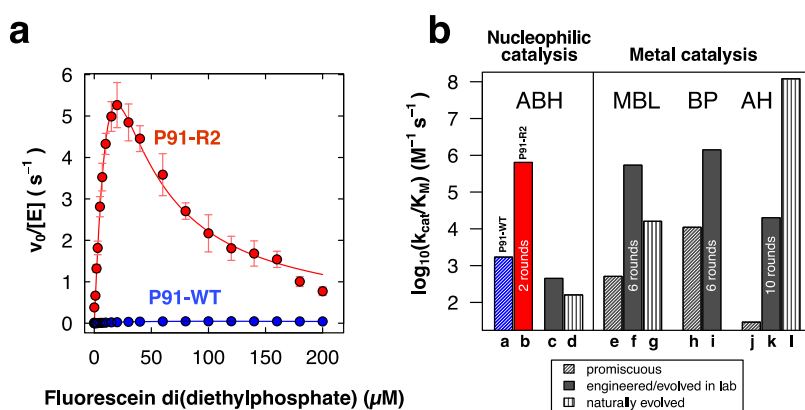 a
v₀/[E] ( s⁻¹)
6
5
4
3
2
1
0
P91-R2
P91-WT
0 50 100 150 200
Fluorescein di(diethylphosphate) (µM)
b
Nucleophilic catalysis
Metal catalysis
ABH MBL BP AH
log₁₀(kcat/KM) (M⁻¹ s⁻¹)
8
7
6
5
4
3
2
P91-WT
P91-R2
2 rounds
6 rounds
6 rounds
10 rounds
a b c d e f g h i j k l
promiscuous
engineered/evolved in lab
naturally evolved